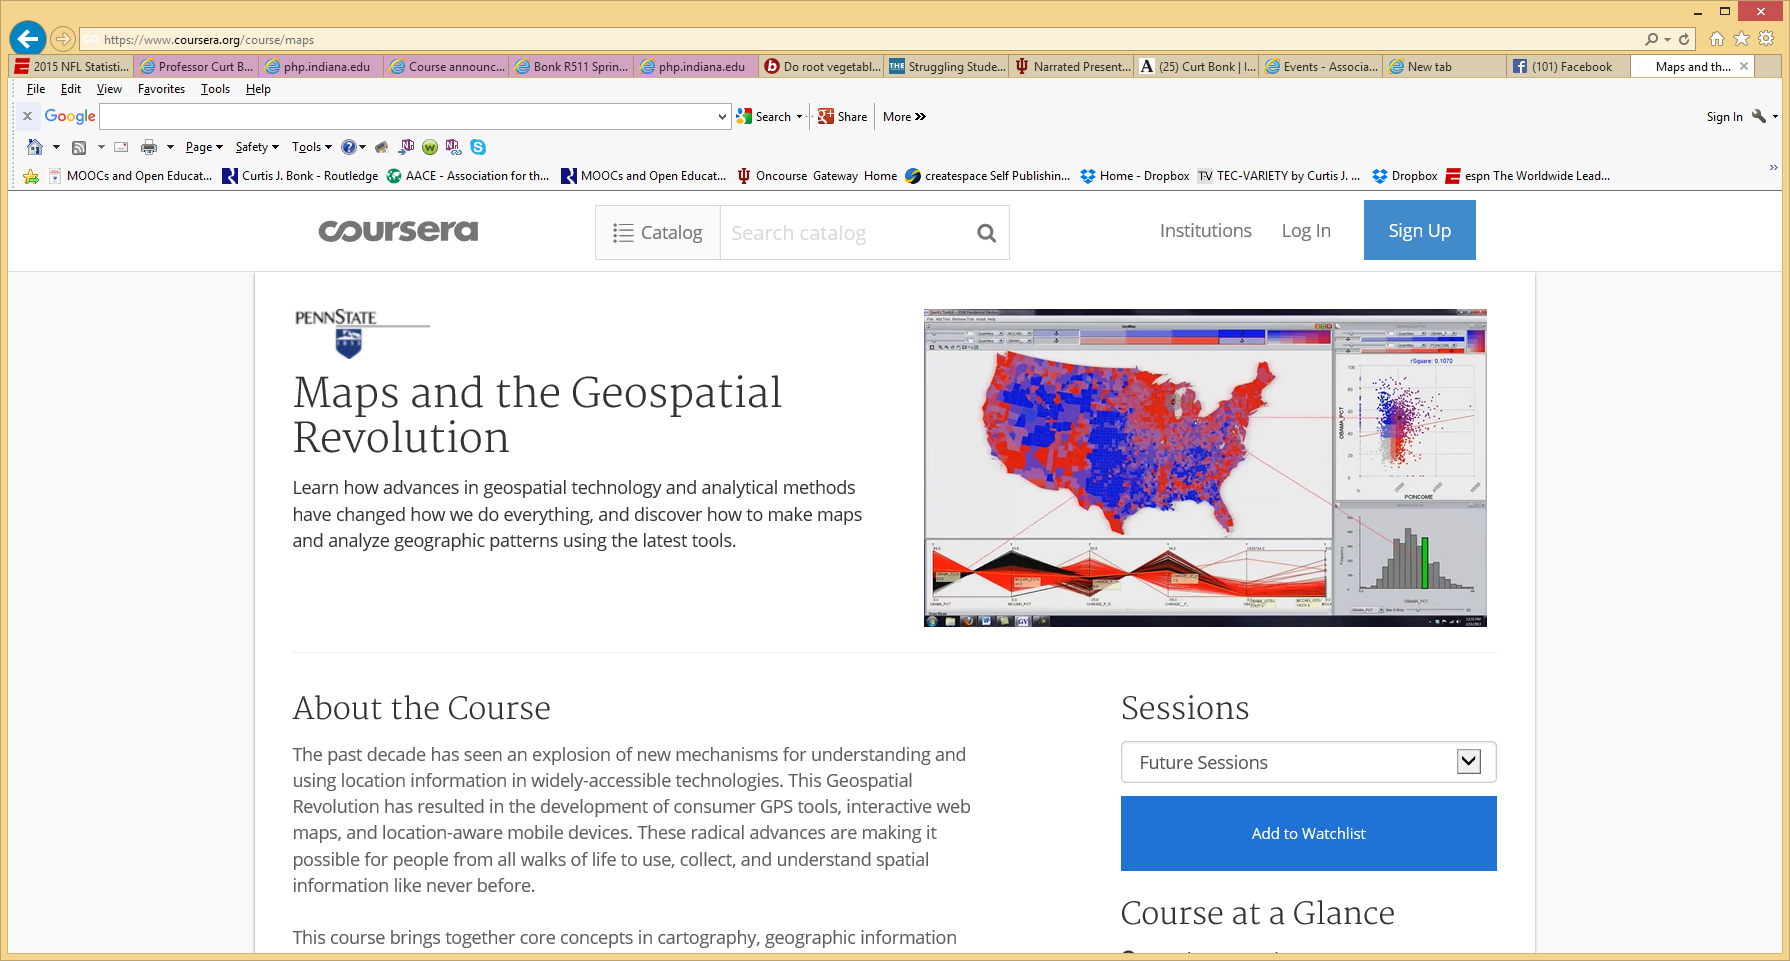 https://www.coursera.org/course/maps
2015 NFL Statisti...
Professor Curt B...
php.indiana.edu
Course announc...
Bonk R511 Sprin...
php.indiana.edu
Do root vegetabl...
THE Struggling Stude...
Narrated Present...
A (25) Curt Bonk | I...
Events - Associa...
New tab
(101) Facebook
Maps and th...
File Edit View Favorites Tools Help
x Google Search Share More » Sign In
Page Safety Tools
MOOCs and Open Educat... Curtis J. Bonk - Routledge AACE - Association for th... MOOCs and Open Educat... Oncourse Gateway Home createspace Self Publishin... Home - Dropbox T-V TEC-VARIETY by Curtis J. ... Dropbox espn The Worldwide Lead...
coursera Catalog Search catalog Institutions Log In Sign Up
PENNSTATE
1855
Maps and the Geospatial
Revolution
Learn how advances in geospatial technology and analytical methods
have changed how we do everything, and discover how to make maps
and analyze geographic patterns using the latest tools.
rSquare: 0.1070
OBAMA_PCT
PCINCOME
Frequency
OBAMA_PCT
About the Course
The past decade has seen an explosion of new mechanisms for understanding and
using location information in widely-accessible technologies. This Geospatial
Revolution has resulted in the development of consumer GPS tools, interactive web
maps, and location-aware mobile devices. These radical advances are making it
possible for people from all walks of life to use, collect, and understand spatial
information like never before.
This course brings together core concepts in cartography, geographic information
Sessions
Future Sessions
Add to Watchlist
Course at a Glance